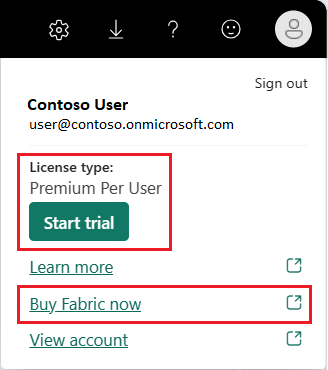 Sign out
Contoso User
user@contoso.onmicrosoft.com
License type:
Premium Per User
Start trial
Learn more
Buy Fabric now
View account